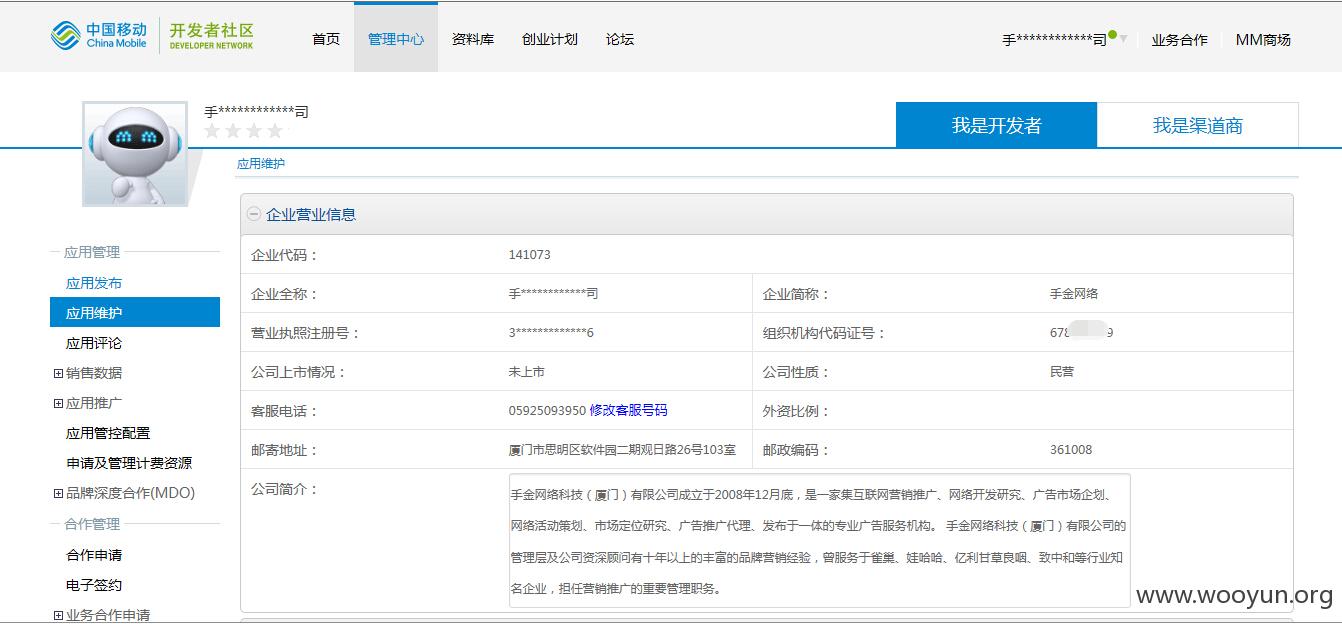 中国移动
China Mobile
开发者社区
DEVELOPER NETWORK
首页
管理中心
资料库
创业计划
论坛
手************司
业务合作
MM商场
手************司
我是开发者
我是渠道商
应用维护
企业营业信息
应用管理
应用发布
应用维护
应用评论
销售数据
应用推广
应用管控配置
申请及管理计费资源
品牌深度合作(MDO)
合作管理
合作申请
电子签约
业务合作申请
企业代码： 141073
企业全称： 手************司 企业简称： 手金网络
营业执照注册号： 3*************6 组织机构代码证号： 678 9
公司上市情况： 未上市 公司性质： 民营
客服电话： 05925093950 修改客服号码 外资比例：
邮寄地址： 厦门市思明区软件园二期观日路26号103室 邮政编码： 361008
公司简介：
手金网络科技（厦门）有限公司成立于2008年12月底，是一家集互联网营销推广、网络开发研究、广告市场企划、
网络活动策划、市场定位研究、广告推广代理、发布于一体的专业广告服务机构。 手金网络科技（厦门）有限公司的
管理层及公司资深顾问有十年以上的丰富的品牌营销经验，曾服务于雀巢、娃哈哈、亿利甘草良咽、致中和等行业知
名企业，担任营销推广的重要管理职务。
www.wooyun.org